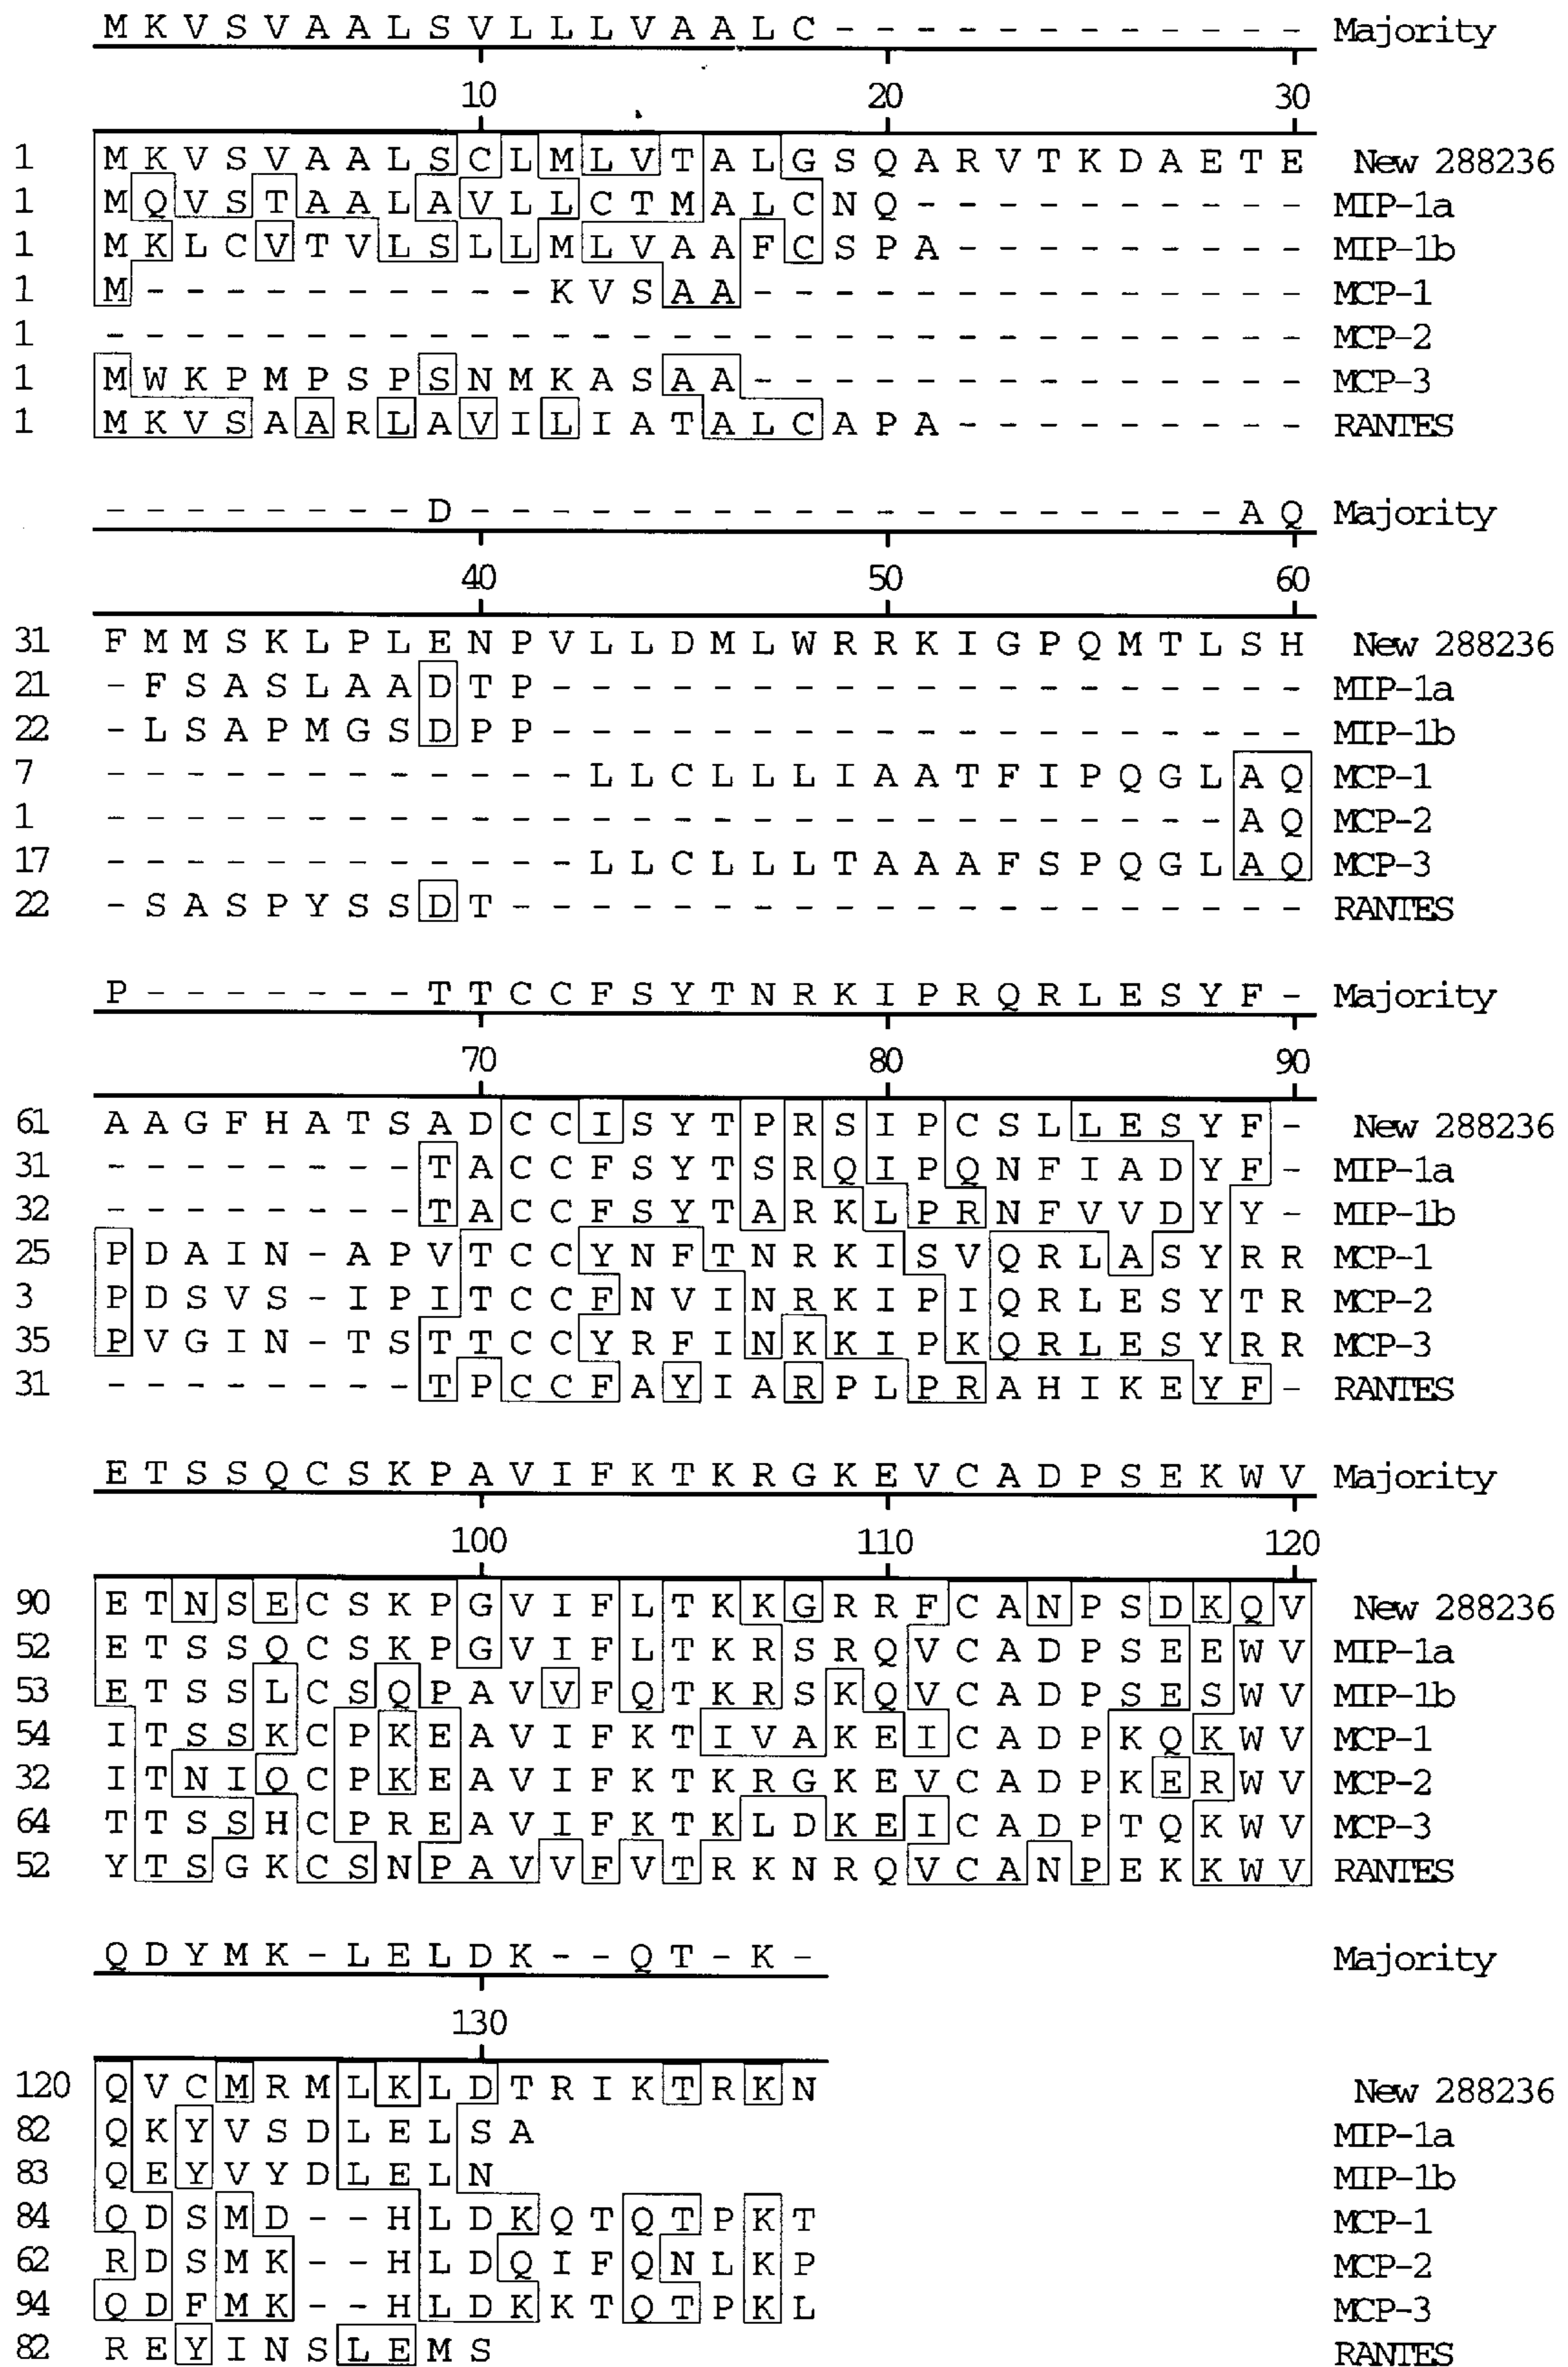 M K V S V A A L S V L L L V A A L C - - - - - - - - - - - - Majority
10 20 30
1 M K V S V A A L S C L M L V T A L G S Q A R V T K D A E T E New 288236
1 M Q V S T A A L A V L L C T M A L C N Q - - - - - - - - - - MIP-1a
1 M K L C V T V L S L L M L V A A F C S P A - - - - - - - - - MIP-1b
1 M - - - - - - - - - - K V S A A - - - - - - - - - - - - - - MCP-1
1 - - - - - - - - - - - - - - - - - - - - - - - - - - - - - - MCP-2
1 M W K P M P S P S N M K A S A A - - - - - - - - - - - - - - MCP-3
1 M K V S A A R L A V I L I A T A L C A P A - - - - - - - - - RANTES
- - - - - - - - D - - - - - - - - - - - - - - - - - - - A Q Majority
40 50 60
31 F M M S K L P L E N P V L L D M L W R R K I G P Q M T L S H New 288236
21 - F S A S L A A D T P - - - - - - - - - - - - - - - - - - - MIP-1a
22 - L S A P M G S D P P - - - - - - - - - - - - - - - - - - - MIP-1b
7 - - - - - - - - - - - - L L C L L L I A A T F I P Q G L A Q MCP-1
1 - - - - - - - - - - - - - - - - - - - - - - - - - - - - A Q MCP-2
17 - - - - - - - - - - - - L L C L L L T A A A F S P Q G L A Q MCP-3
22 - S A S P Y S S D T - - - - - - - - - - - - - - - - - - - - RANTES
P - - - - - - - T T C C F S Y T N R K I P R Q R L E S Y F - Majority
70 80 90
61 A A G F H A T S A D C C I S Y T P R S I P C S L L E S Y F - New 288236
31 - - - - - - - - T A C C F S Y T S R Q I P Q N F I A D Y F - MIP-1a
32 - - - - - - - - T A C C F S Y T A R K L P R N F V V D Y Y - MIP-1b
25 P D A I N - A P V T C C Y N F T N R K I S V Q R L A S Y R R MCP-1
3 P D S V S - I P I T C C F N V I N R K I P I Q R L E S Y T R MCP-2
35 P V G I N - T S T T C C Y R F I N K K I P K Q R L E S Y R R MCP-3
31 - - - - - - - - T P C C F A Y I A R P L P R A H I K E Y F - RANTES
E T S S Q C S K P A V I F K T K R G K E V C A D P S E K W V Majority
100 110 120
90 E T N S E C S K P G V I F L T K K G R R F C A N P S D K Q V New 288236
52 E T S S Q C S K P G V I F L T K R S R Q V C A D P S E E W V MIP-1a
53 E T S S L C S Q P A V V F Q T K R S K Q V C A D P S E S W V MIP-1b
54 I T S S K C P K E A V I F K T I V A K E I C A D P K Q K W V MCP-1
32 I T N I Q C P K E A V I F K T K R G K E V C A D P K E R W V MCP-2
64 T T S S H C P R E A V I F K T K L D K E I C A D P T Q K W V MCP-3
52 Y T S G K C S N P A V V F V T R K N R Q V C A N P E K K W V RANTES
Q D Y M K - L E L D K - - Q T - K - Majority
130
120 Q V C M R M L K L D T R I K T R K N New 288236
82 Q K Y V S D L E L S A MIP-1a
83 Q E Y V Y D L E L N MIP-1b
84 Q D S M D - - H L D K Q T Q T P K T MCP-1
62 R D S M K - - H L D Q I F Q N L K P MCP-2
94 Q D F M K - - H L D K K T Q T P K L MCP-3
82 R E Y I N S L E M S RANTES